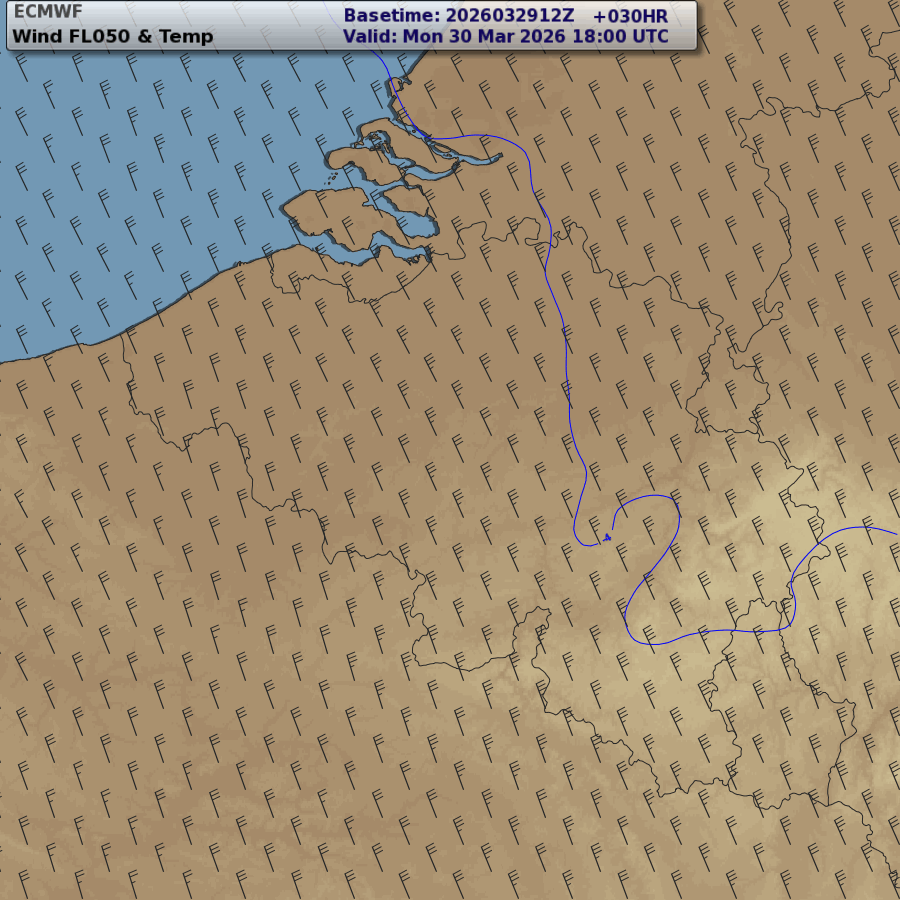 ECMWF
Basetime: 2026032912Z +030HR
Wind FL050 & Temp
Valid: Mon 30 Mar 2026 18:00 UTC